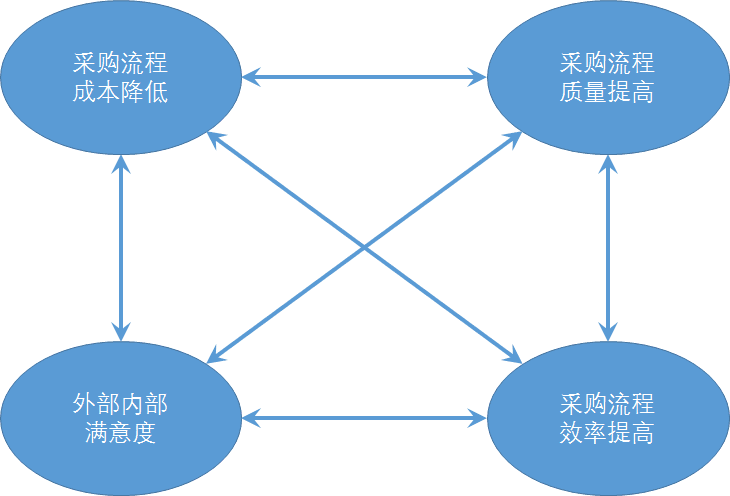 采购流程
成本降低
采购流程
质量提高
外部内部
满意度
采购流程
效率提高